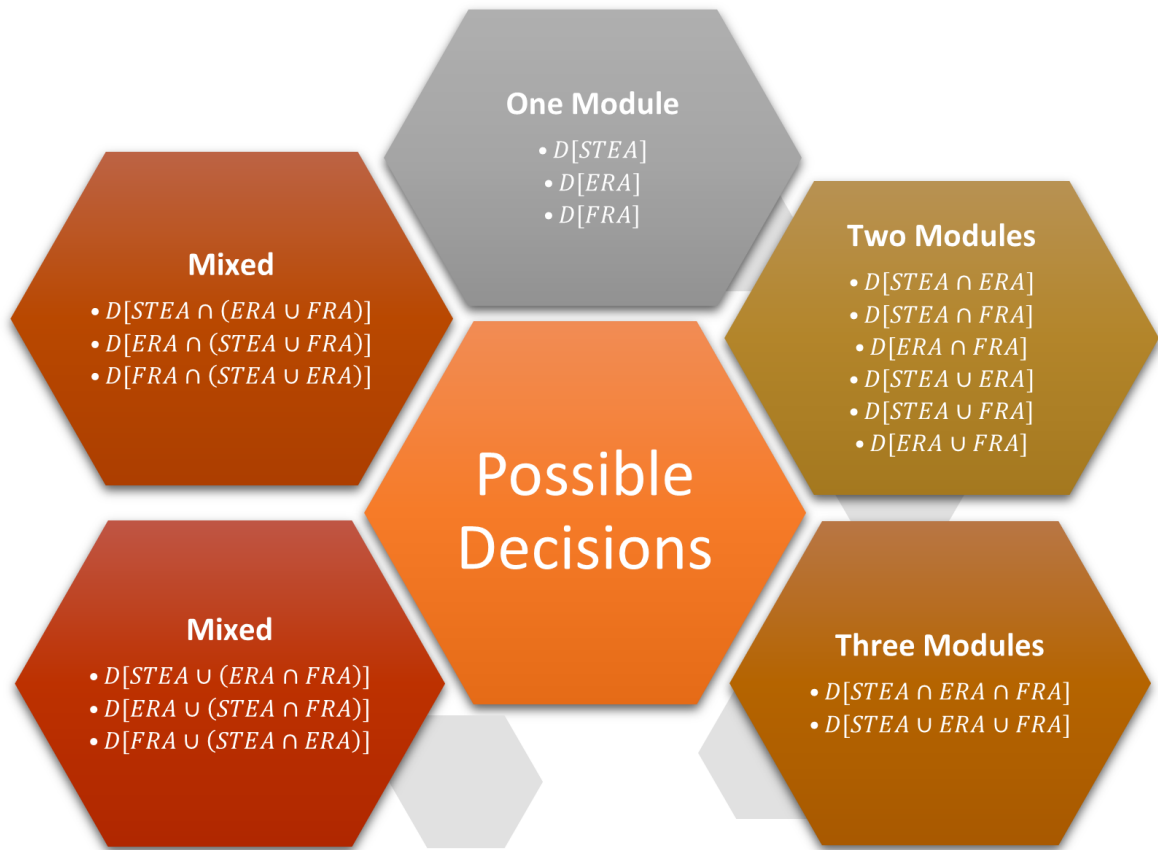 One Module
• D[STEA]
• D[ERA]
• D[FRA]
Two Modules
• D[STEA ∩ ERA]
• D[STEA ∩ FRA]
• D[ERA ∩ FRA]
• D[STEA ∪ ERA]
• D[STEA ∪ FRA]
• D[ERA ∪ FRA]
Three Modules
• D[STEA ∩ ERA ∩ FRA]
• D[STEA ∪ ERA ∪ FRA]
Mixed
• D[STEA ∪ (ERA ∩ FRA)]
• D[ERA ∪ (STEA ∩ FRA)]
• D[FRA ∪ (STEA ∩ ERA)]
Mixed
• D[STEA ∩ (ERA ∪ FRA)]
• D[ERA ∩ (STEA ∪ FRA)]
• D[FRA ∩ (STEA ∪ ERA)]
Possible
Decisions